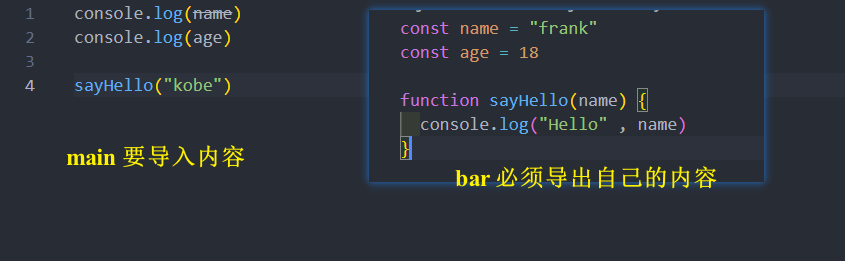 1 console.log(name)
2 console.log(age)
3
4 sayHello("kobe")
main 要导入内容
const name = "frank"
const age = 18
function sayHello(name) {
console.log("Hello" , name)
}
bar 必须导出自己的内容